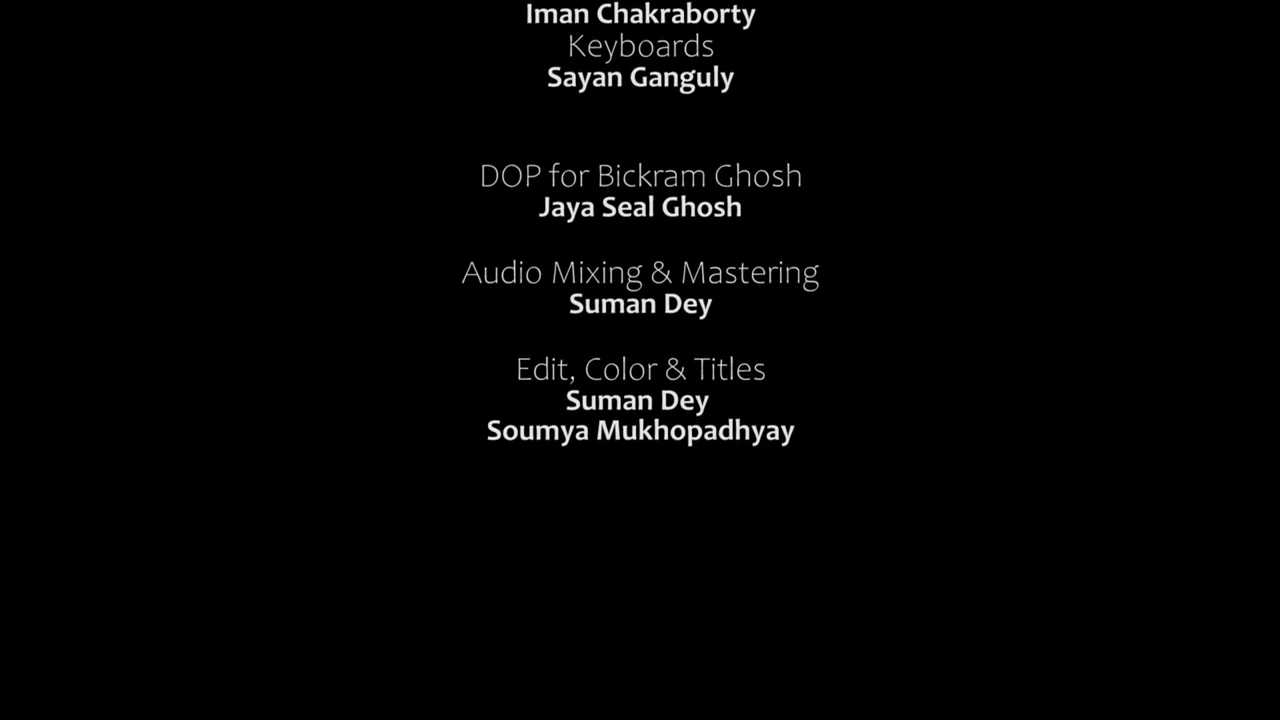 Iman Chakraborty
Keyboards
Sayan Ganguly
DOP for Bickram Ghosh
Jaya Seal Ghosh
Audio Mixing & Mastering
Suman Dey
Edit, Color & Titles
Suman Dey
Soumya Mukhopadhyay